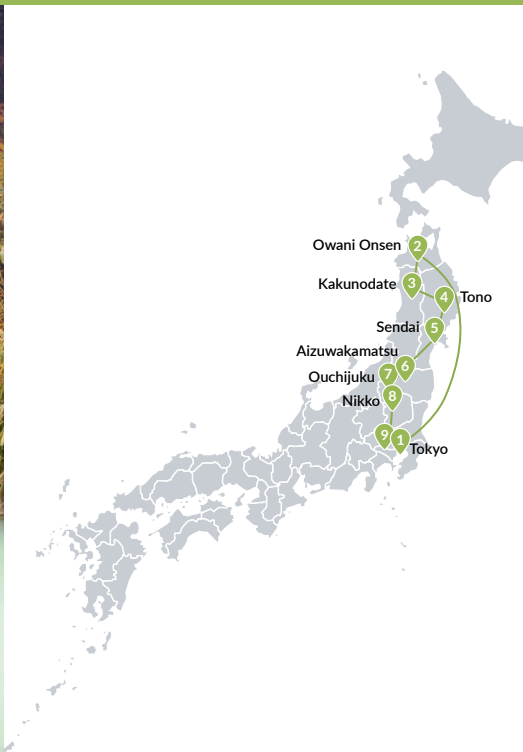 Owani Onsen
2
Kakunodate
3
4
Tono
Sendai
5
Aizuwakamatsu
6
Ouchijuku
7
Nikko
8
9
1
Tokyo